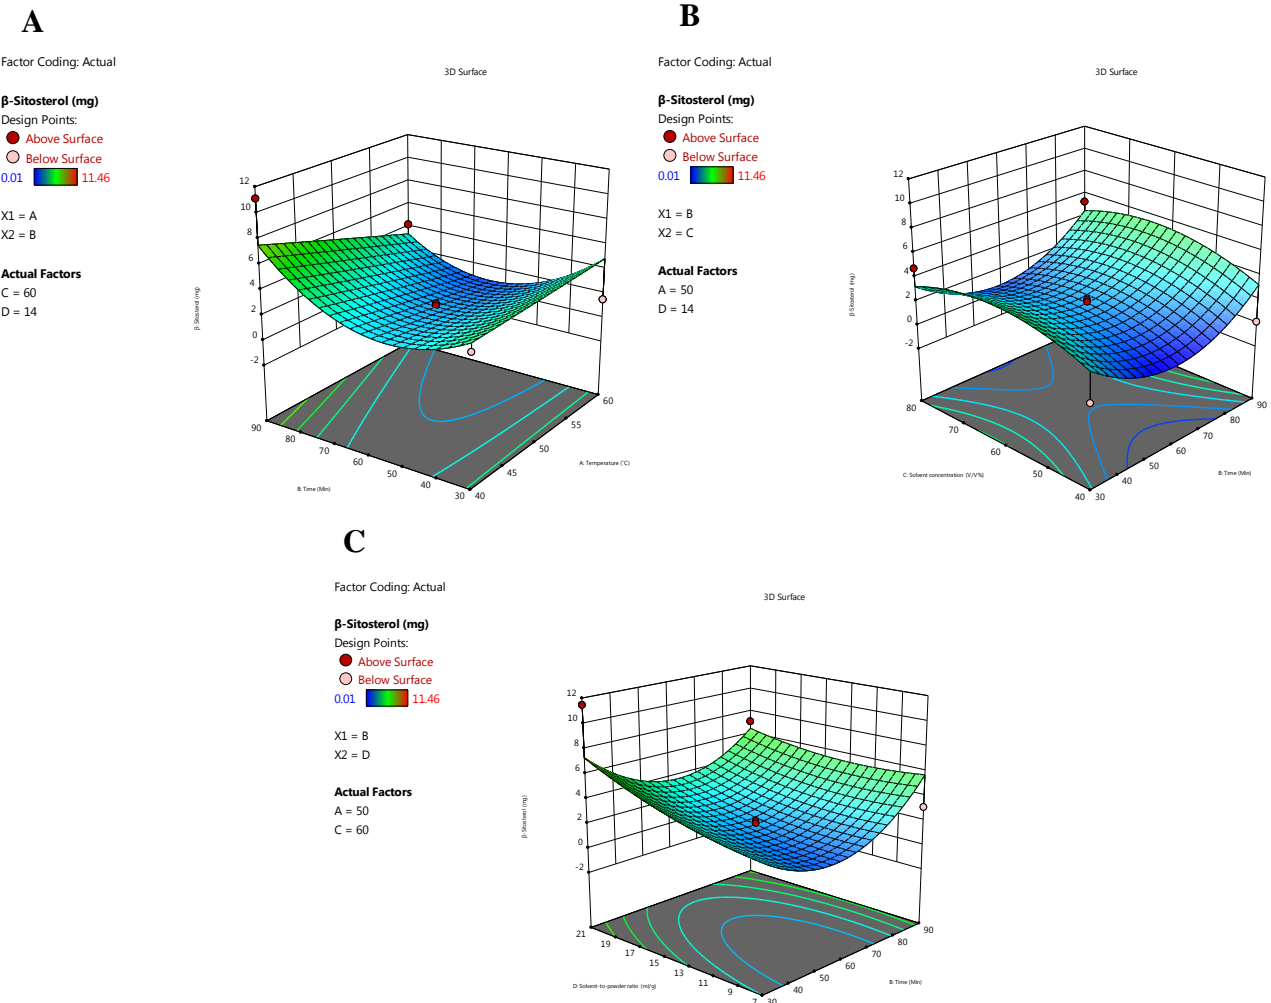 A
Factor Coding: Actual
3D Surface
β-Sitosterol (mg)
Design Points:
Above Surface
Below Surface
0.01 11.46
X1 = A
X2 = B
Actual Factors
C = 60
D = 14
12
10
8
6
4
2
0
-2
β-Sitosterol (mg)
90
80
70
60
50
40
30
B: Time (Min)
40
45
50
55
60
A: Temperature (˚C)
B
Factor Coding: Actual
3D Surface
β-Sitosterol (mg)
Design Points:
Above Surface
Below Surface
0.01 11.46
X1 = B
X2 = C
Actual Factors
A = 50
D = 14
12
10
8
6
4
2
0
-2
β-Sitosterol (mg)
80
70
60
50
40
C: Solvent concentration (V/V%)
30
40
50
60
70
80
90
B: Time (Min)
C
Factor Coding: Actual
3D Surface
β-Sitosterol (mg)
Design Points:
Above Surface
Below Surface
0.01 11.46
X1 = B
X2 = D
Actual Factors
A = 50
C = 60
12
10
8
6
4
2
0
-2
β-Sitosterol (mg)
21
19
17
15
13
11
9
7
D: Solvent-to-powder ratio (ml/g)
30
40
50
60
70
80
90
B: Time (Min)